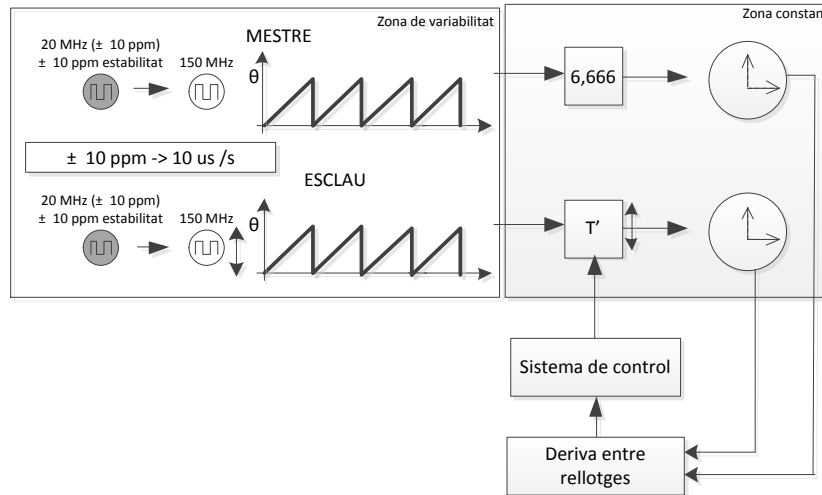 Zona de variabilitat
Zona constant
MESTRE
20 MHz (± 10 ppm)
± 10 ppm estabilitat
150 MHz
θ
6,666
± 10 ppm -> 10 us /s
ESCLAU
20 MHz (± 10 ppm)
± 10 ppm estabilitat
150 MHz
θ
T'
Sistema de control
Deriva entre
rellotges